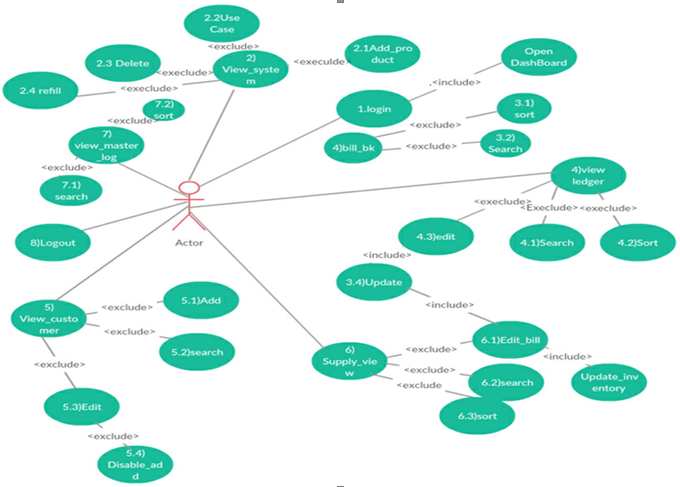 2.2Use
Case
<exclude>
2)
View_syste
m
2.3 Delete
<execlude>
<execulde>
2.1Add_pro
duct
Open
DashBoard
2.4 refill
<execlude>
,<include>
7.2)
sort
<exclude>
1.login
3.1)
sort
<exclude>
7)
view_master
_log
4)bill_bk
<exclude>
3.2)
Search
<exclude>
7.1)
search
4)view
ledger
<execlude>
<Execlude>
<execlude>
Actor
8)Logout
4.3)edit
4.1)Search
4.2)Sort
<include>
3.4)Update
5)
View_custo
mer
<exclude>
5.1)Add
<include>
<exclude>
5.2)search
6)
Supply_vie
w
<exclude>
6.1)Edit_bill
<include>
<exclude>
<exclude>
6.2)search
Update_inv
entory
<exclude
6.3)sort
5.3)Edit
<exclude>
5.4)
Disable_ad
d